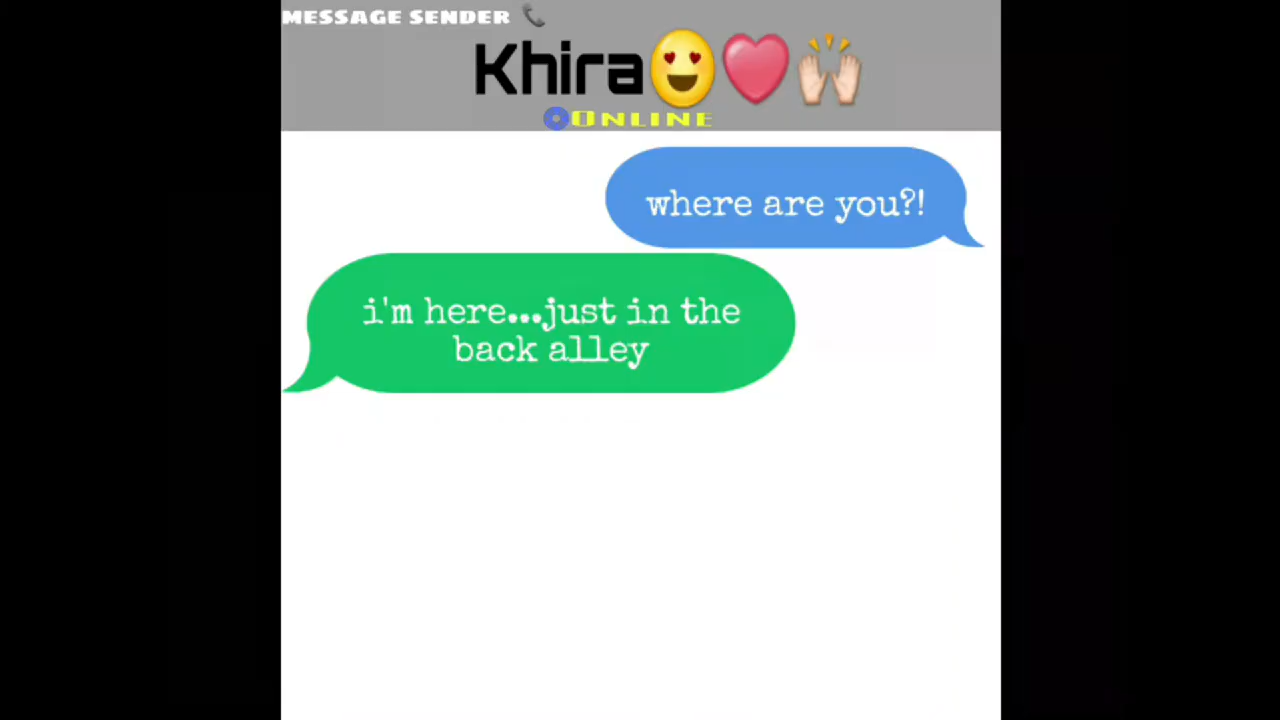 MESSAGE SENDER 📞
Khira😍❤️🙌
ONLINE
where are you?!
i'm here...just in the
back alley